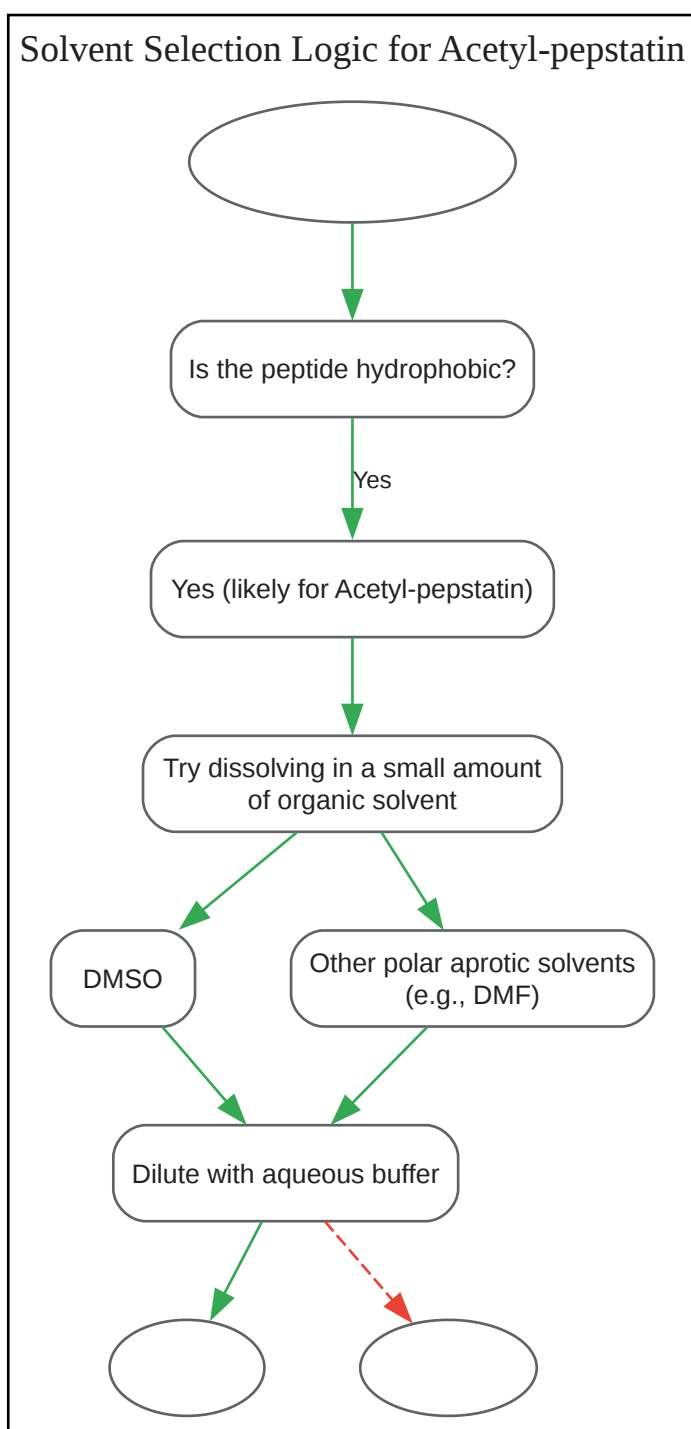 Solvent Selection Logic for Acetyl-pepstatin
Is the peptide hydrophobic?
Yes
Yes (likely for Acetyl-pepstatin)
Try dissolving in a small amount
of organic solvent
DMSO
Other polar aprotic solvents
(e.g., DMF)
Dilute with aqueous buffer